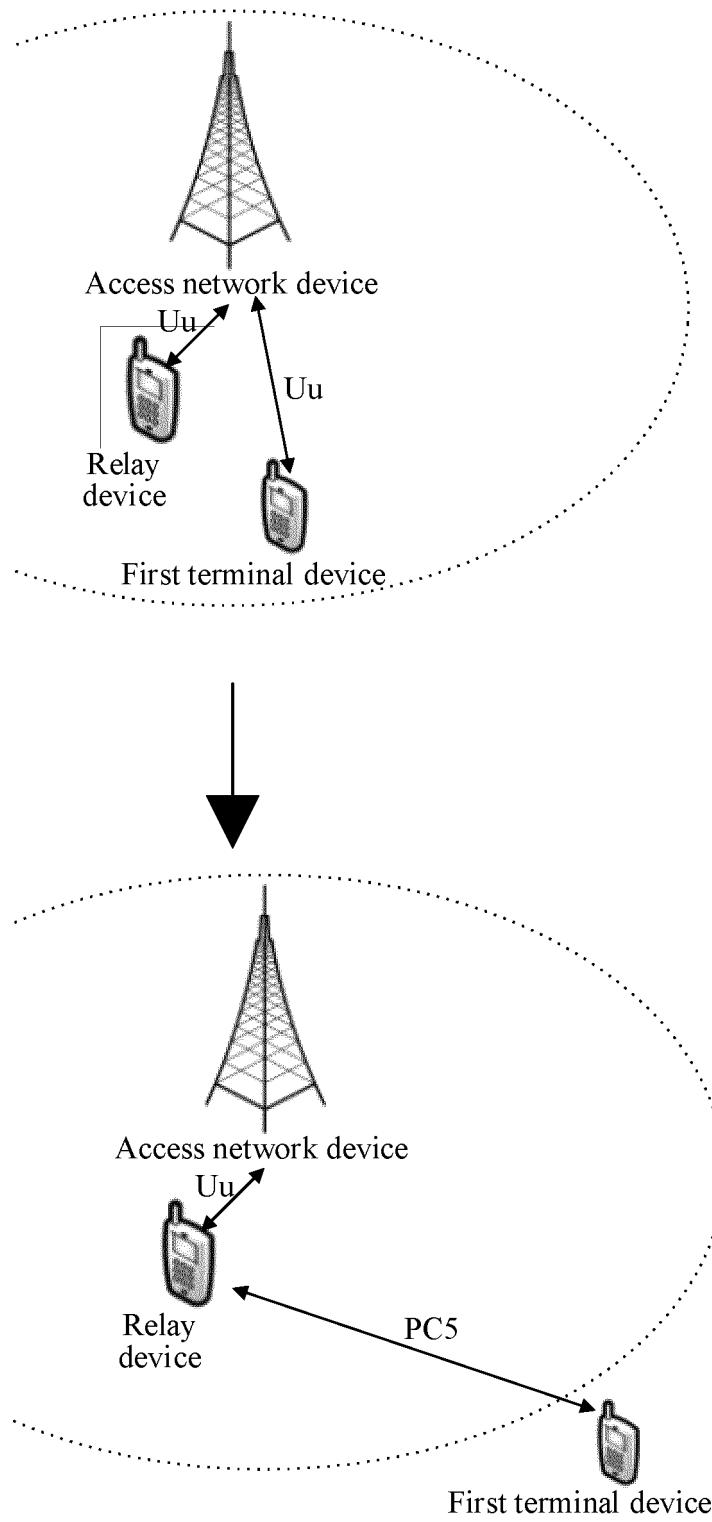 Access network device
Uu
Uu
Relay
device
First terminal device
Access network device
Uu
PC5
Relay
device
First terminal device